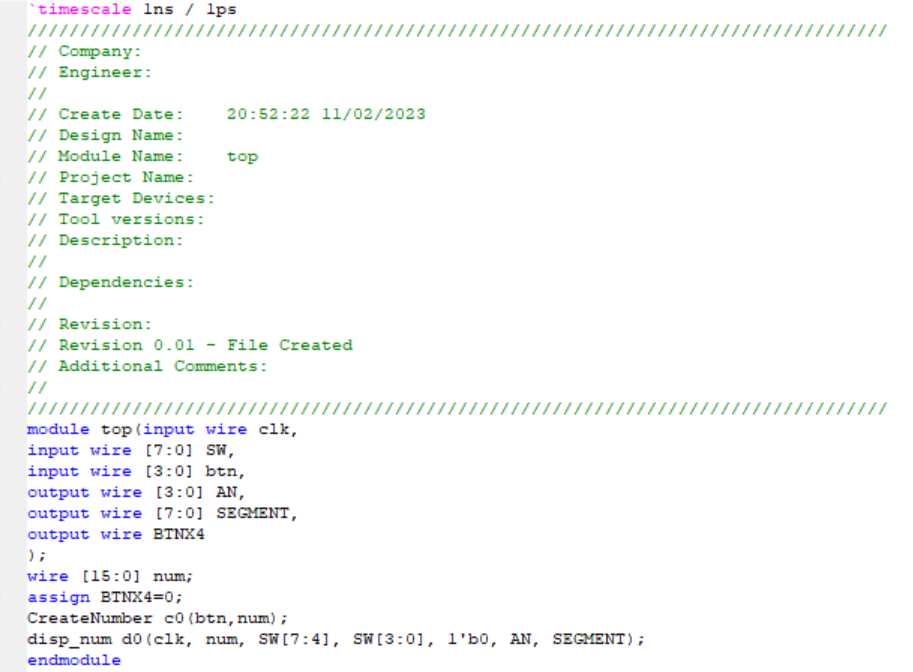 `timescale 1ns / 1ps
//////////////////////////////////////////////////////////////////////////////////
// Company:
// Engineer:
//
// Create Date:    20:52:22 11/02/2023
// Design Name:
// Module Name:    top
// Project Name:
// Target Devices:
// Tool versions:
// Description:
//
// Dependencies:
//
// Revision:
// Revision 0.01 - File Created
// Additional Comments:
//
//////////////////////////////////////////////////////////////////////////////////
module top(input wire clk,
input wire [7:0] SW,
input wire [3:0] btn,
output wire [3:0] AN,
output wire [7:0] SEGMENT,
output wire BTNX4
);
wire [15:0] num;
assign BTNX4=0;
CreateNumber c0(btn,num);
disp_num d0(clk, num, SW[7:4], SW[3:0], 1'b0, AN, SEGMENT);
endmodule